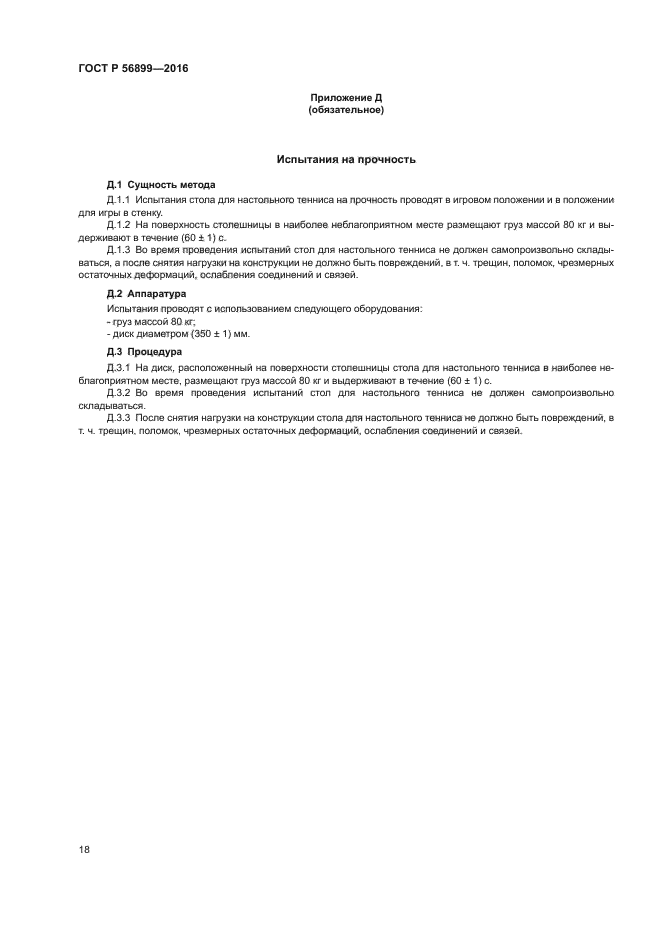 ГОСТ Р 56899—2016
Приложение Д
(обязательное)
Испытания на прочность
Д.1 Сущность метода
Д.1.1 Испытания стола для настольного тенниса на прочность проводят в игровом положении и в положении
для игры в стенку.
Д.1.2 На поверхность столешницы в наиболее неблагоприятном месте размещают груз массой 80 кг и вы-
держивают в течение (60 ± 1) с.
Д.1.3 Во время проведения испытаний стол для настольного тенниса не должен самопроизвольно склады-
ваться, а после снятия нагрузки на конструкции не должно быть повреждений, в т. ч. трещин, поломок, чрезмерных
остаточных деформаций, ослабления соединений и связей.
Д.2 Аппаратура
Испытания проводят с использованием следующего оборудования:
- груз массой 80 кг;
- диск диаметром (350 ± 1) мм.
Д.3 Процедура
Д.3.1 На диск, расположенный на поверхности столешницы стола для настольного тенниса в наиболее не-
благоприятном месте, размещают груз массой 80 кг и выдерживают в течение (60 ± 1) с.
Д.3.2 Во время проведения испытаний стол для настольного тенниса не должен самопроизвольно
складываться.
Д.3.3 После снятия нагрузки на конструкции стола для настольного тенниса не должно быть повреждений, в
т. ч. трещин, поломок, чрезмерных остаточных деформаций, ослабления соединений и связей.
18